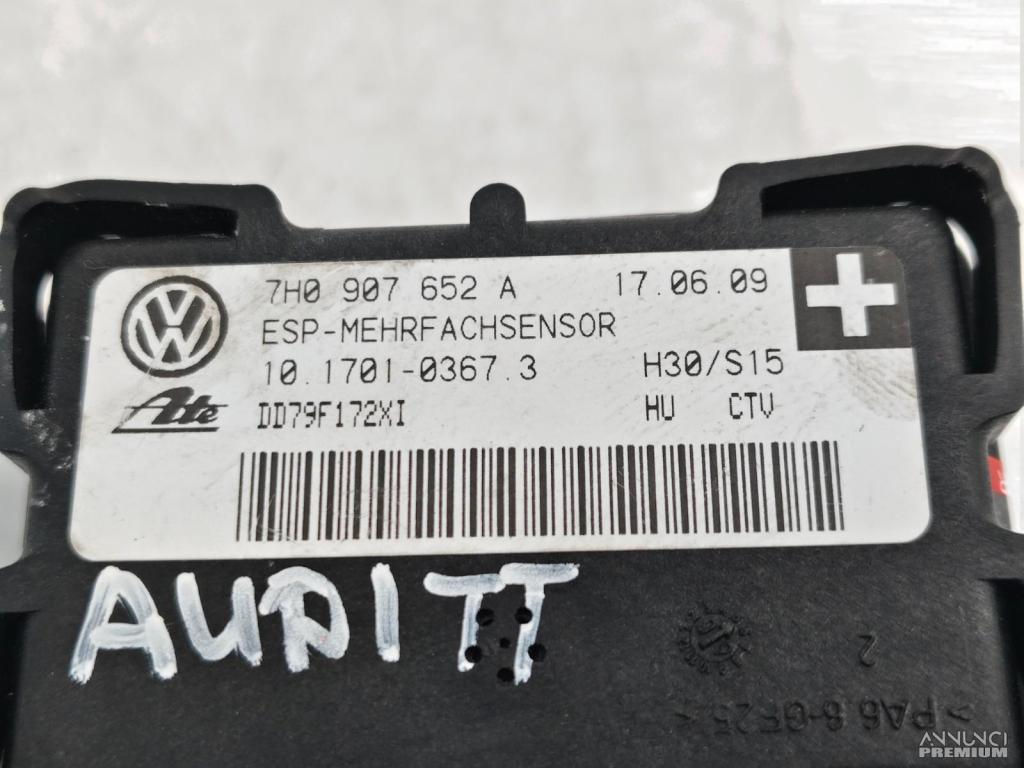 7H0 907 652 A 17.06.09
ESP-MEHRFACHSENSOR
10.1701-0367.3 H30/S15
Ate DD79F172XI HU CTV
AUDI TT
2
>PA6.6-GF25<
ANNUNCI
PREMIUM